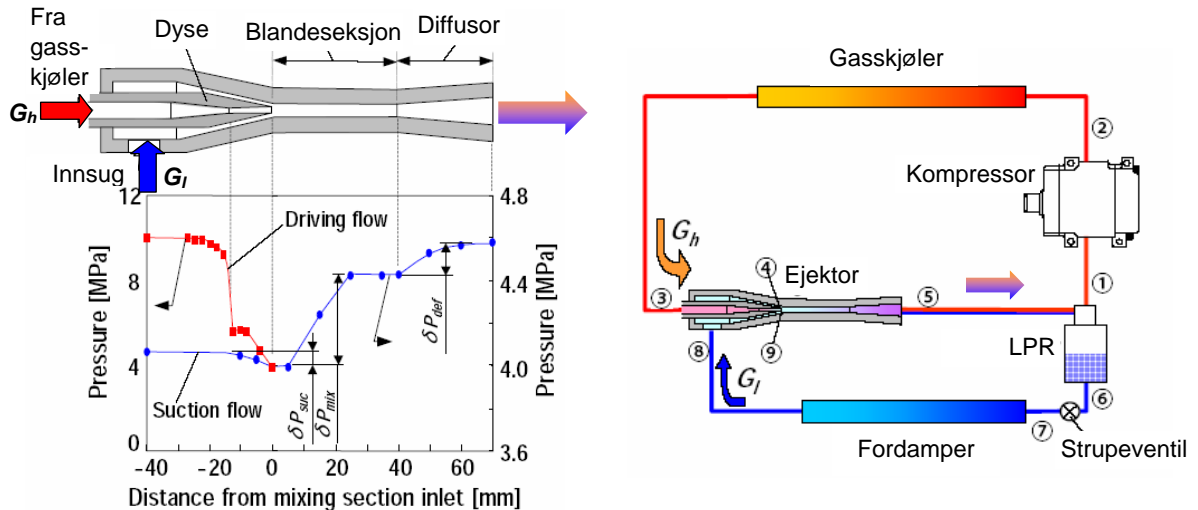 Fra
gass-
kjøler
Dyse
Blandeseksjon
Diffusor
Gh
Innsug
Gl
12
8
4
0
Pressure [MPa]
Driving flow
Suction flow
δPsuc
δPmix
δPdef
4.8
4.4
4.0
3.6
Pressure [MPa]
-40
-20
0
20
40
60
Distance from mixing section inlet [mm]
Gasskjøler
②
Kompressor
Gh
④
Ejektor
①
③
⑤
⑧
⑨
LPR
Gl
⑥
⑦
Fordamper
Strupeventil